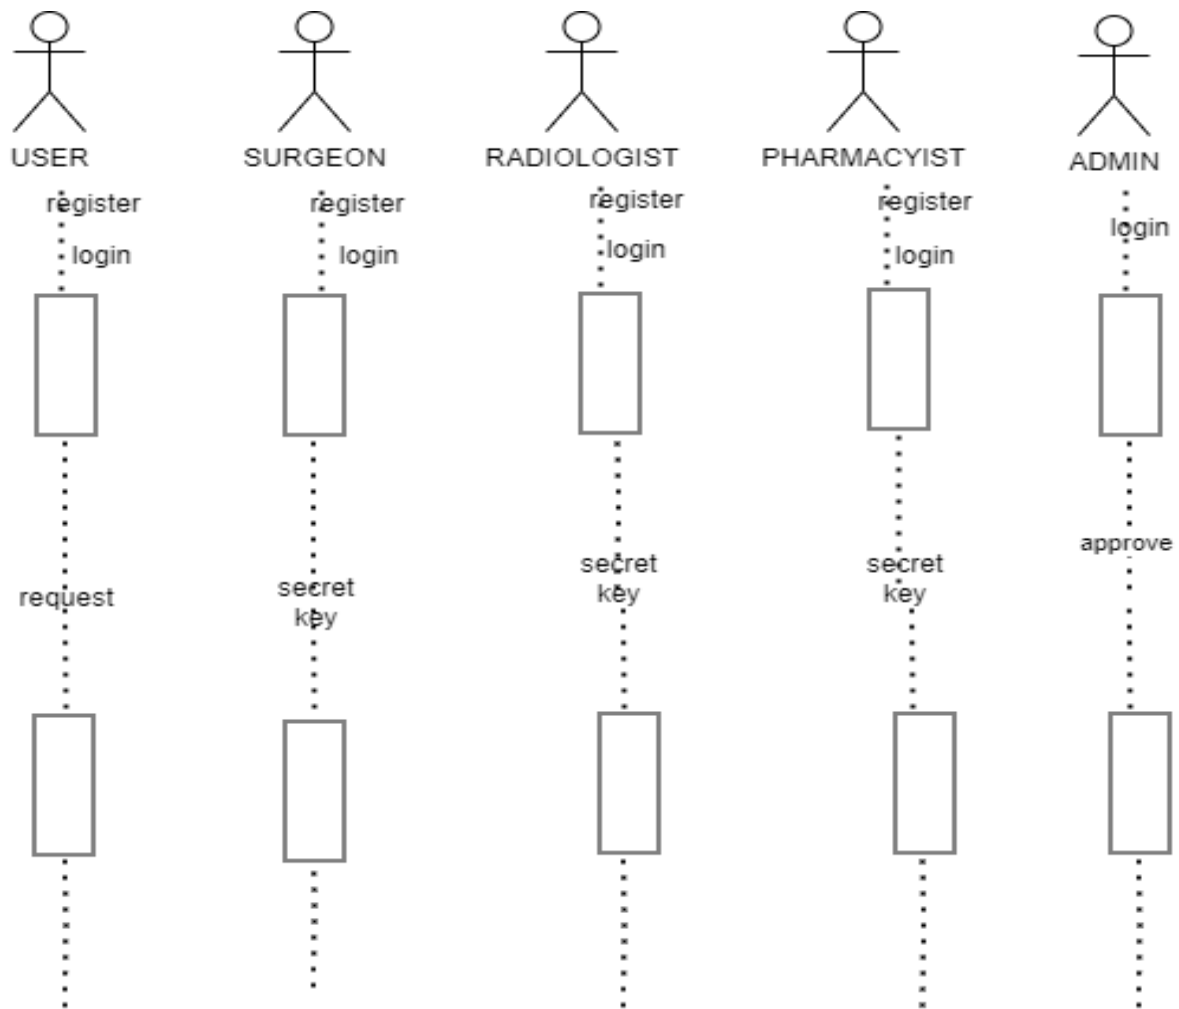 USER
SURGEON
RADIOLOGIST
PHARMACYIST
ADMIN
register
register
register
register
login
login
login
login
login
request
secret
key
secret
key
secret
key
approve